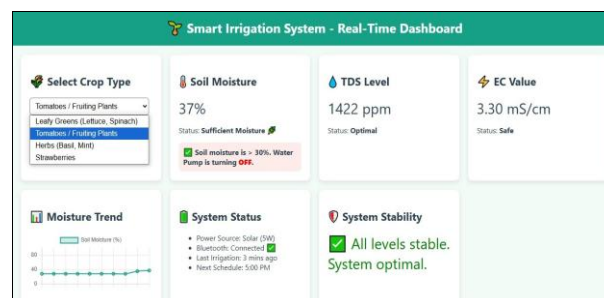 Smart Irrigation System - Real-Time Dashboard
Select Crop Type
Tomatoes / Fruiting Plants
Leafy Greens (Lettuce, Spinach)
Tomatoes / Fruiting Plants
Herbs (Basil, Mint)
Strawberries
Soil Moisture
37%
Status: Sufficient Moisture
Soil moisture is > 30%. Water
Pump is turning OFF.
TDS Level
1422 ppm
Status: Optimal
EC Value
3.30 mS/cm
Status: Safe
Moisture Trend
Soil Moisture (%)
80
40
0
System Status
Power Source: Solar (5W)
Bluetooth: Connected
Last Irrigation: 3 mins ago
Next Schedule: 5:00 PM
System Stability
All levels stable.
System optimal.